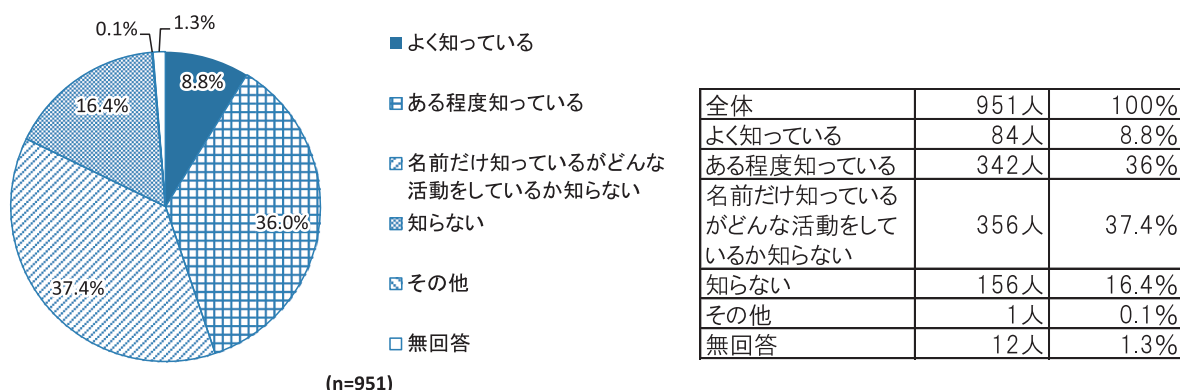 0.1%
1.3%
8.8%
16.4%
36.0%
37.4%
(n=951)
よく知っている
ある程度知っている
名前だけ知っているがどんな
活動をしているか知らない
知らない
その他
無回答
全体 951人 100%
よく知っている 84人 8.8%
ある程度知っている 342人 36%
名前だけ知っている
がどんな活動をして
いるか知らない
356人 37.4%
知らない 156人 16.4%
その他 1人 0.1%
無回答 12人 1.3%